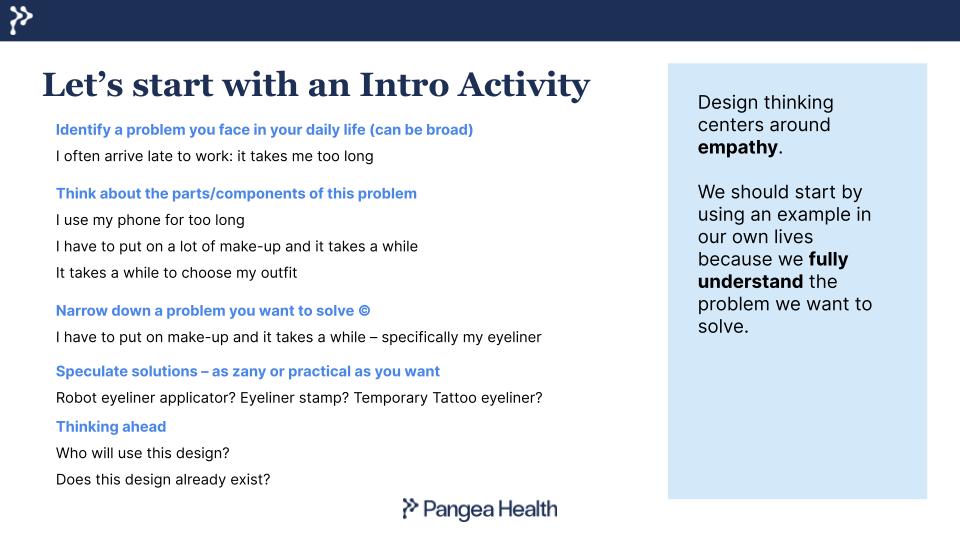 Let’s start with an Intro Activity
Identify a problem you face in your daily life (can be broad)
I often arrive late to work: it takes me too long
Think about the parts/components of this problem
I use my phone for too long
I have to put on a lot of make-up and it takes a while
It takes a while to choose my outfit
Narrow down a problem you want to solve ©
I have to put on make-up and it takes a while – specifically my eyeliner
Speculate solutions – as zany or practical as you want
Robot eyeliner applicator? Eyeliner stamp? Temporary Tattoo eyeliner?
Thinking ahead
Who will use this design?
Does this design already exist?
Design thinking
centers around
empathy.
We should start by
using an example in
our own lives
because we fully
understand the
problem we want to
solve.
Pangea Health